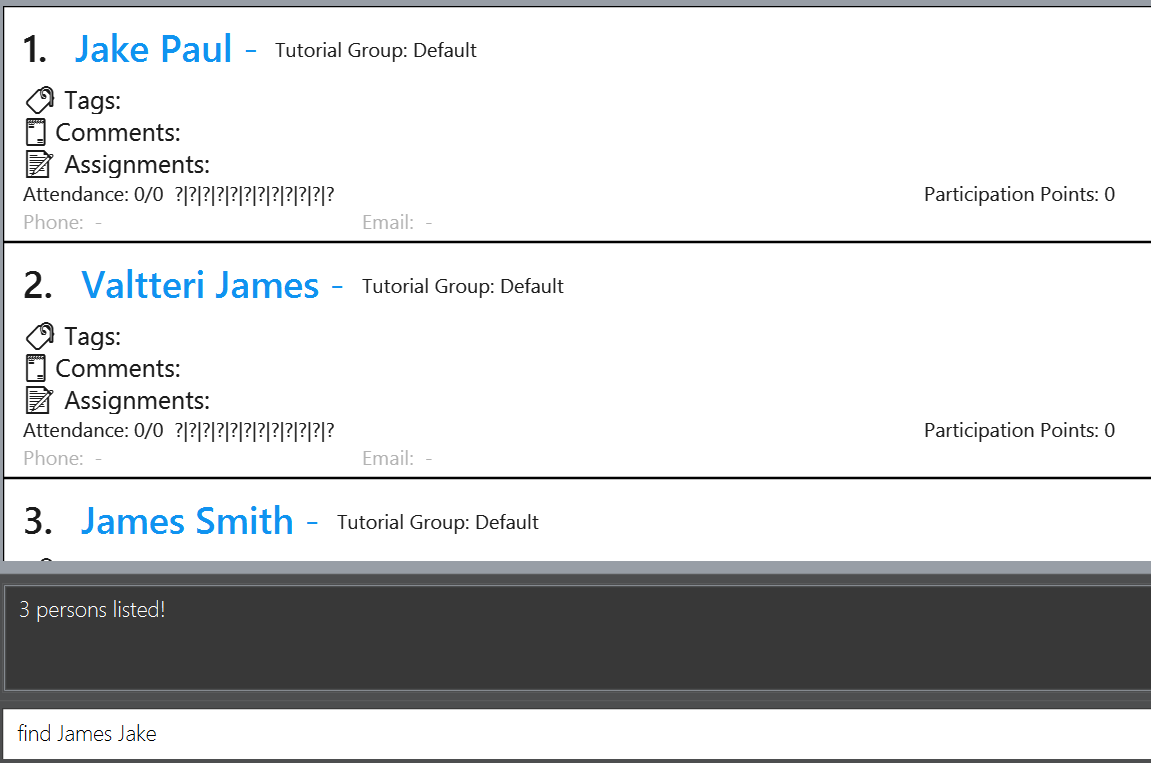 1. Jake Paul - Tutorial Group: Default
Tags:
Comments:
Assignments:
Attendance: 0/0 ?|?|?|?|?|?|?|?|?|?|?|? Participation Points: 0
Phone: - Email: -
2. Valtteri James - Tutorial Group: Default
Tags:
Comments:
Assignments:
Attendance: 0/0 ?|?|?|?|?|?|?|?|?|?|?|? Participation Points: 0
Phone: - Email: -
3. James Smith - Tutorial Group: Default
3 persons listed!
find James Jake